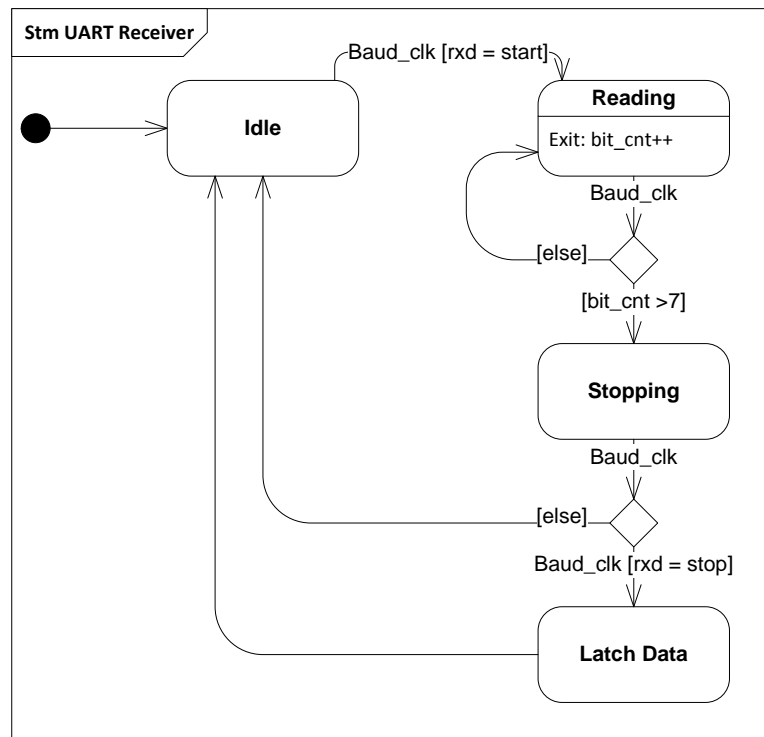 Stm UART Receiver
Baud_clk [rxd = start]
Idle
Reading
Exit: bit_cnt++
Baud_clk
[else]
[bit_cnt >7]
Stopping
Baud_clk
[else]
Baud_clk [rxd = stop]
Latch Data